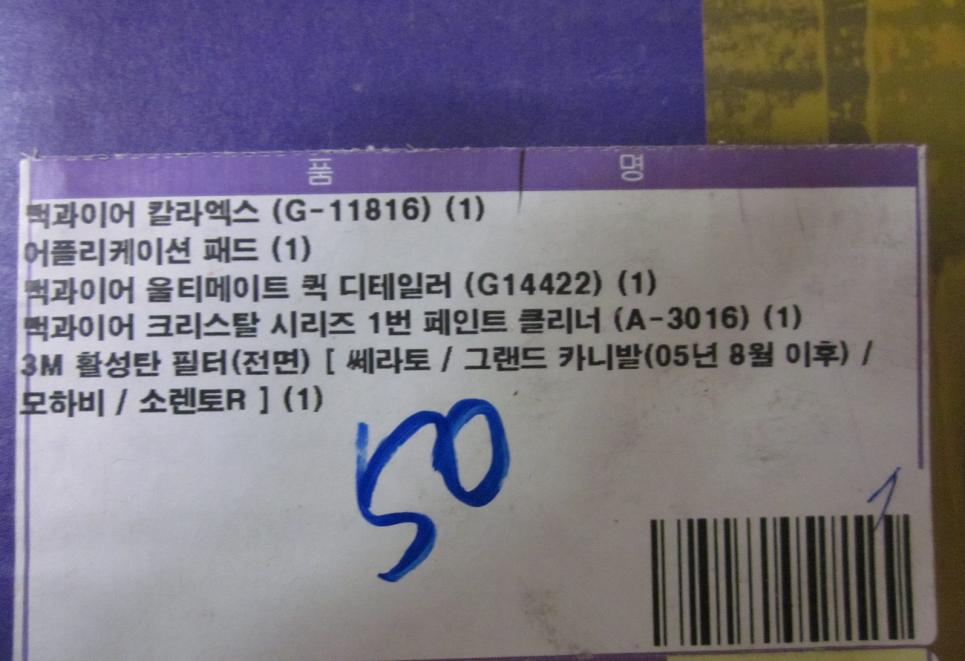 품 명
맥과이어 칼라엑스 (G-11816) (1)
어플리케이션 패드 (1)
맥과이어 울티메이트 퀵 디테일러 (G14422) (1)
맥과이어 크리스탈 시리즈 1번 페인트 클리너 (A-3016) (1)
3M 활성탄 필터(전면) [ 쎄라토 / 그랜드 카니발(05년 8월 이후) /
모하비 / 소렌토R ] (1)
50
1